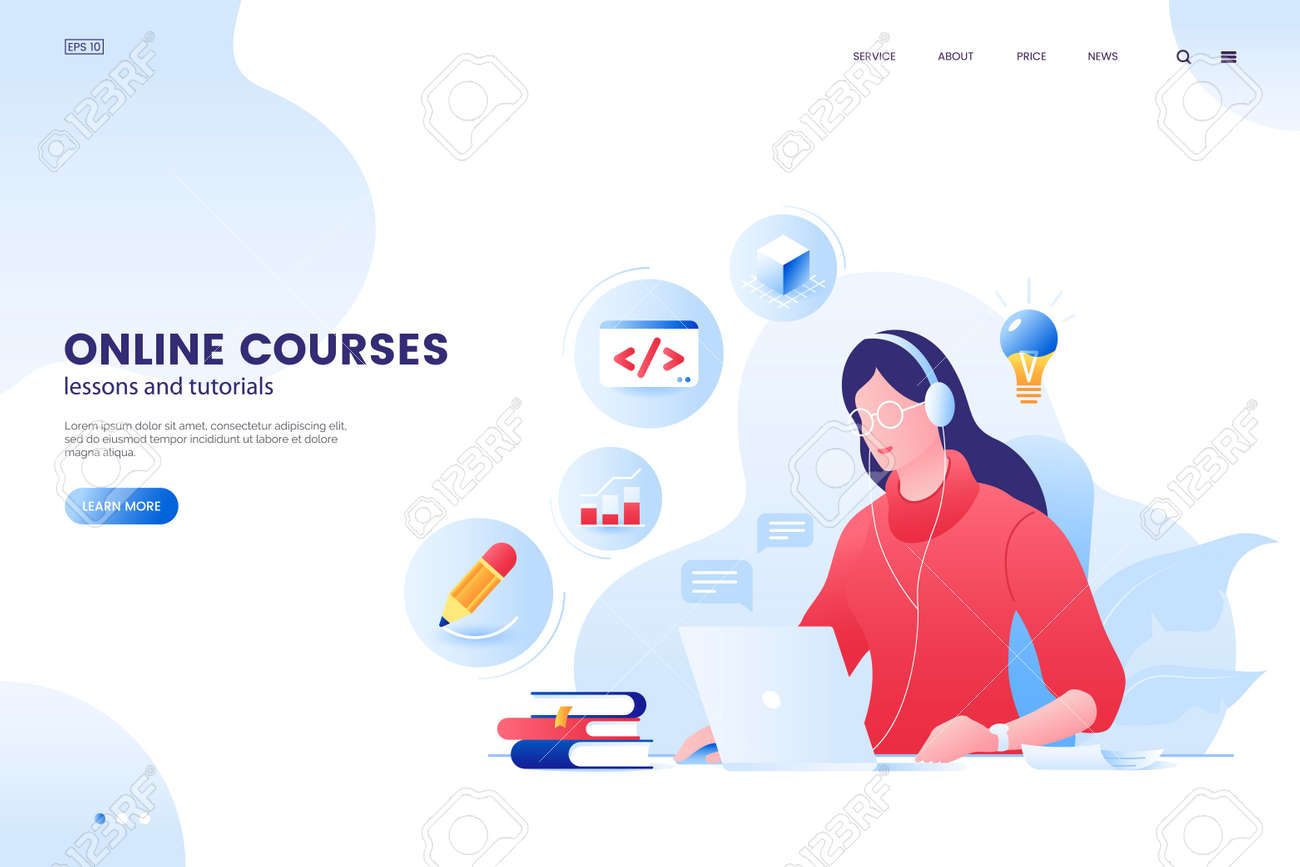 EPS 10
SERVICE ABOUT PRICE NEWS
ONLINE COURSES
lessons and tutorials
Lorem ipsum dolor sit amet, consectetur adipiscing elit,
sed do eiusmod tempor incididunt ut labore et dolore
magna aliqua.
LEARN MORE
</>
123RF
123RF
123RF
123RF
123RF
123RF
123RF